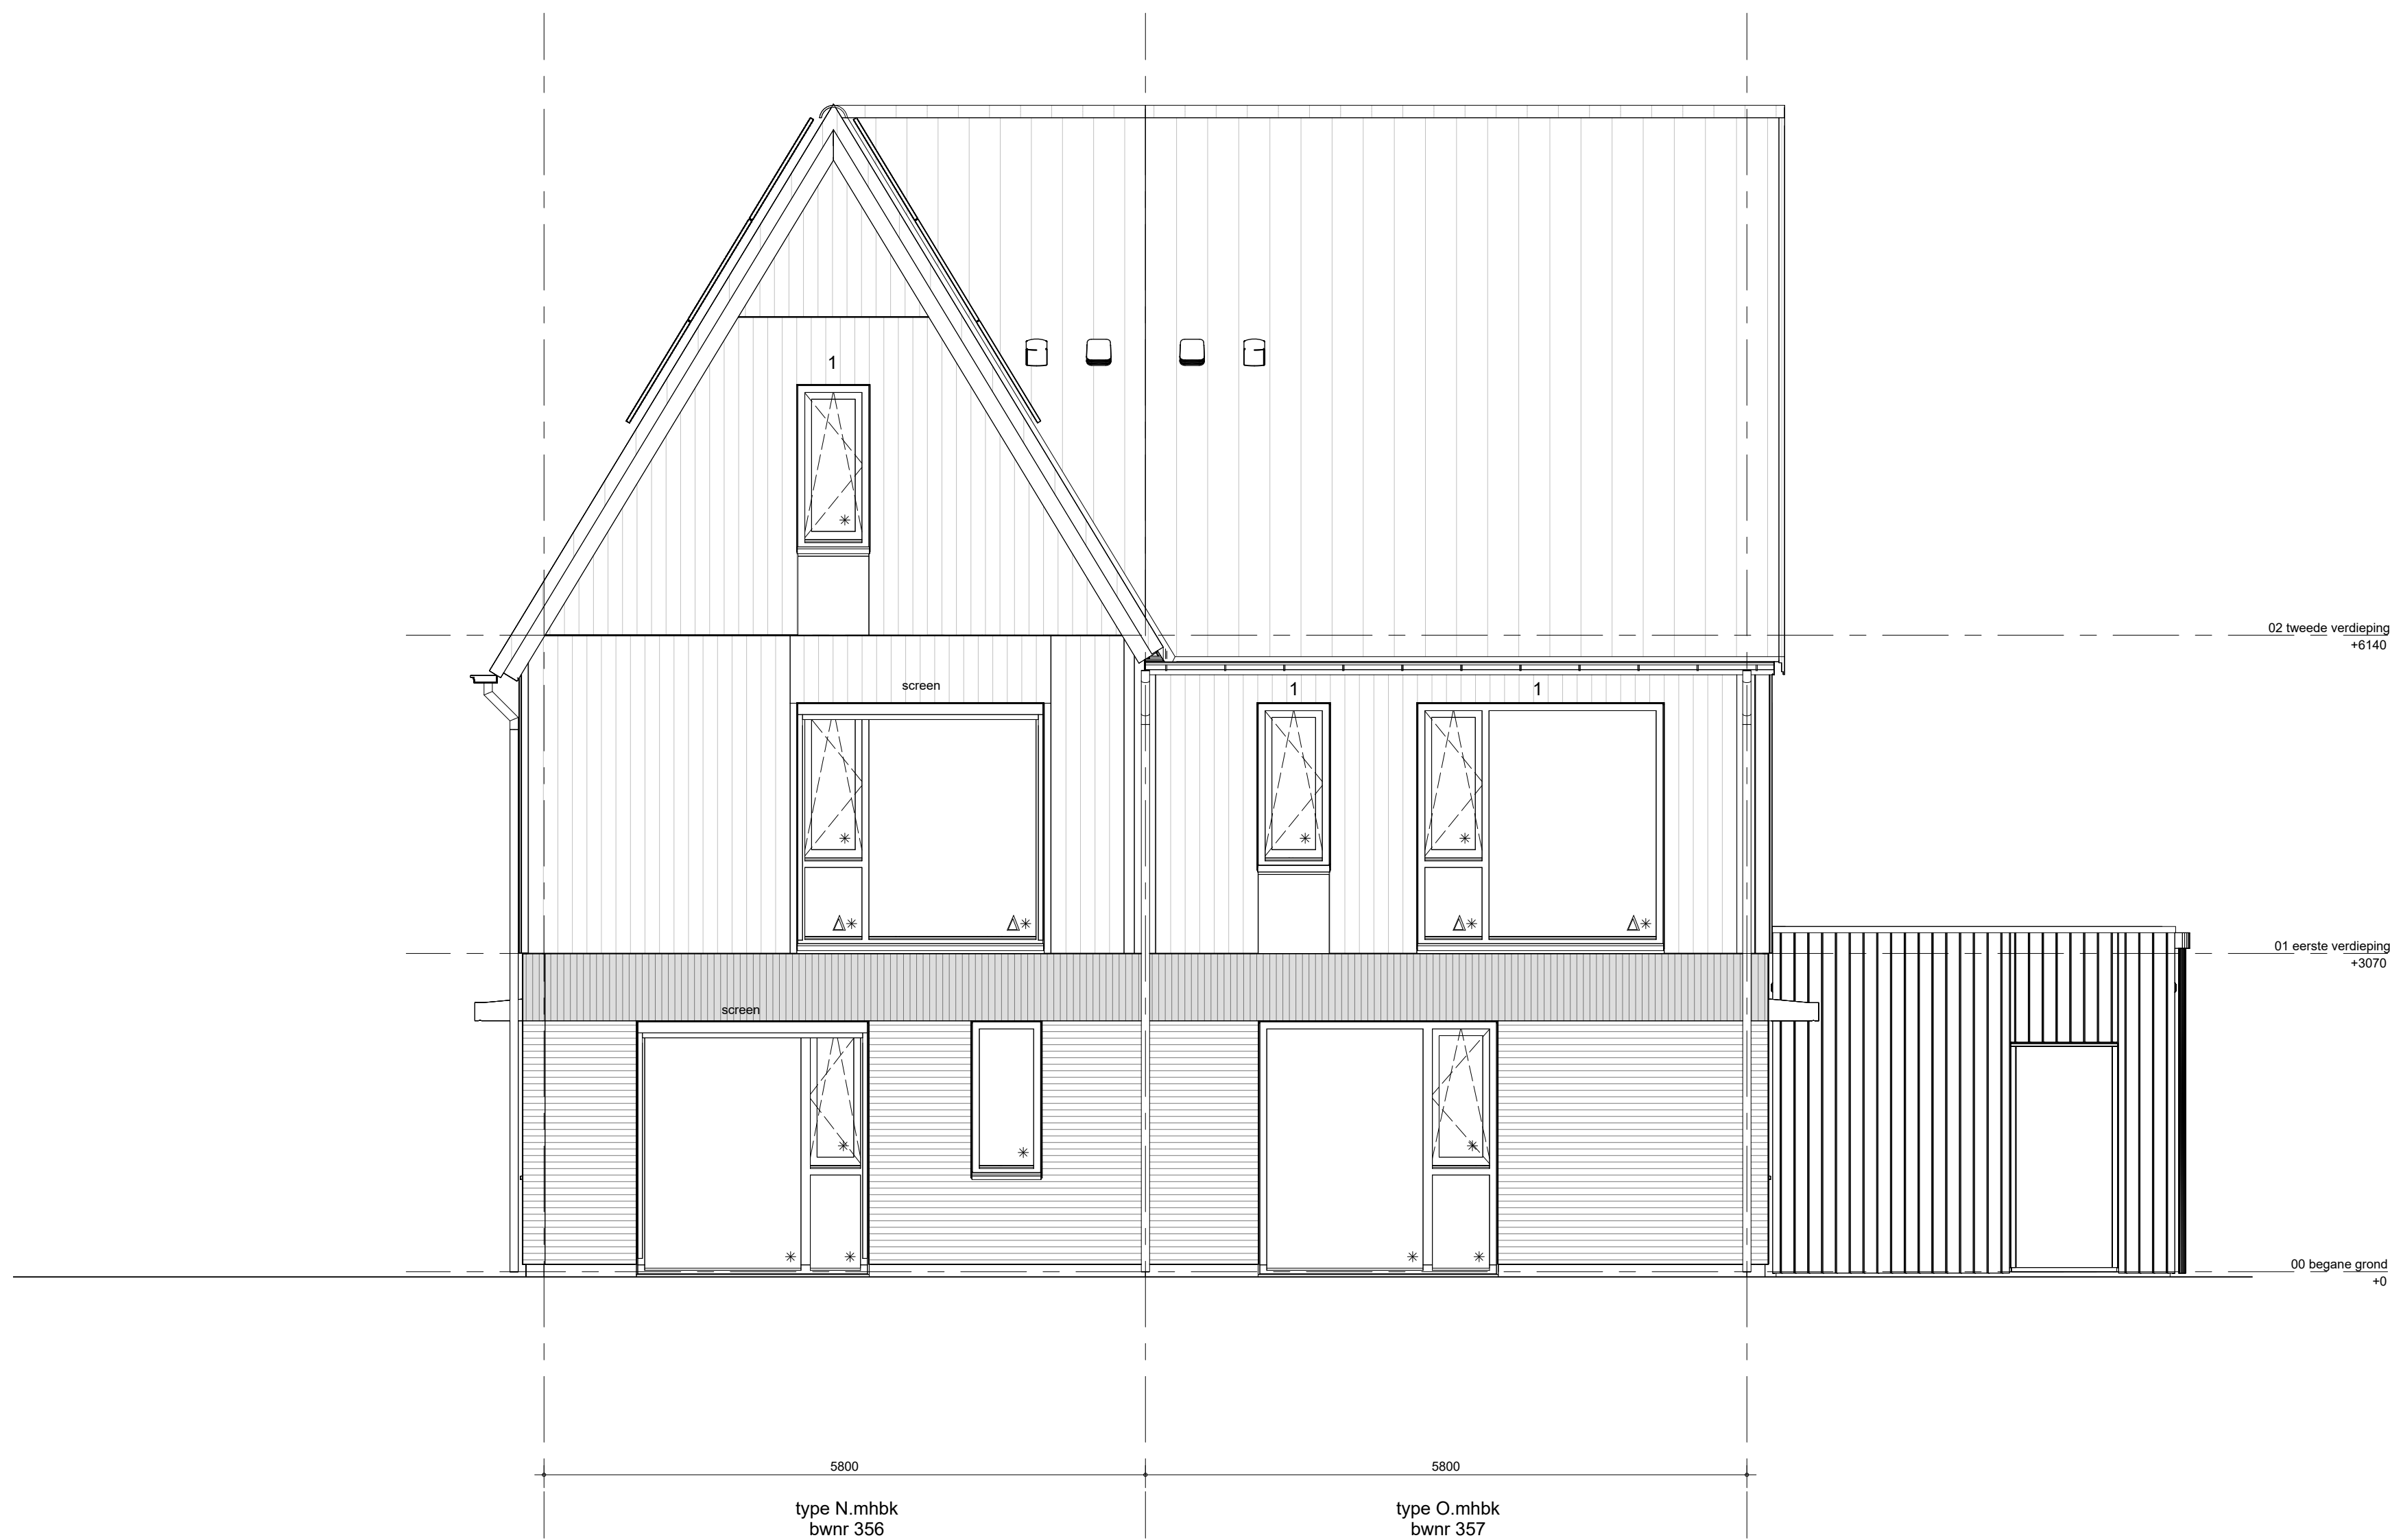 1
02 tweede verdieping
+6140
screen
1
1
01 eerste verdieping
+3070
screen
00 begane grond
+0
5800
5800
type N.mhbk
bwnr 356
type O.mhbk
bwnr 357